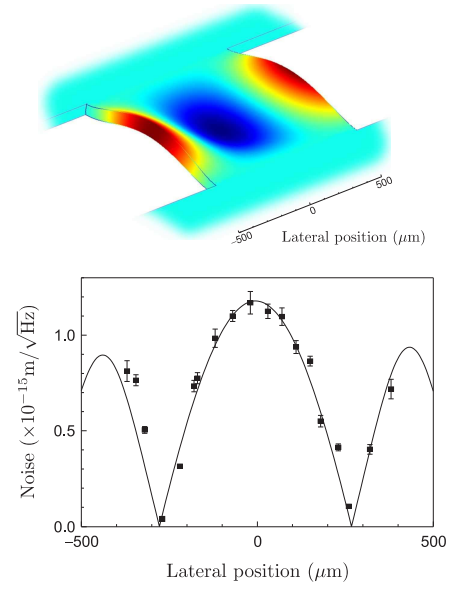 500
0
−500
Lateral position (μm)
1.0
0.5
0.0
Noise (×10⁻¹⁵m/√Hz)
−500 0 500
Lateral position (μm)